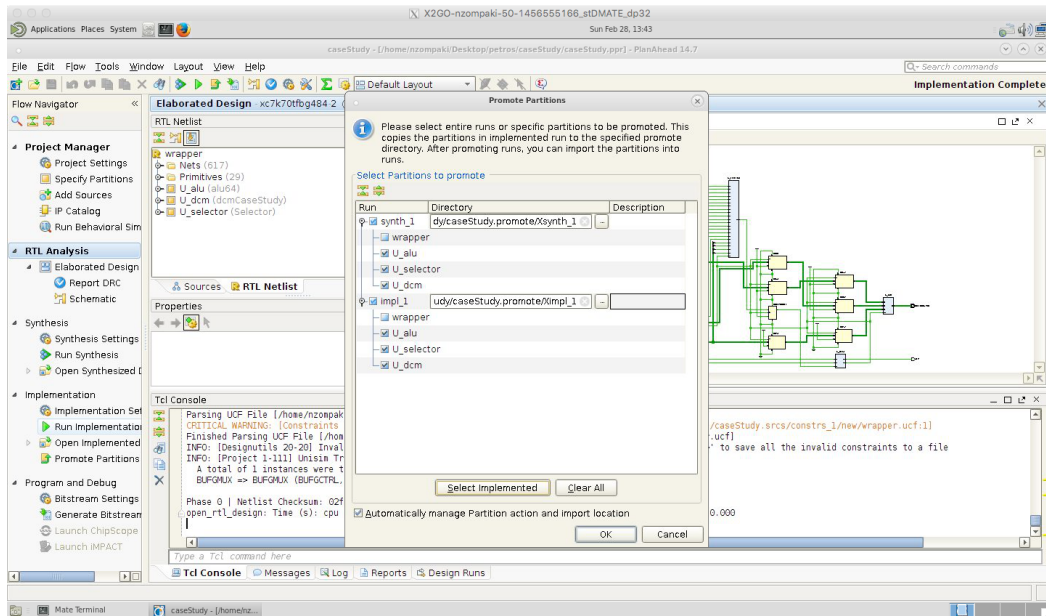 X2GO-nzompaki-50-1456555166_stDMATE_dp32
Applications Places System
Sun Feb 28, 13:43
caseStudy - [/home/nzompaki/Desktop/petros/caseStudy/caseStudy.ppr] - PlanAhead 14.7
File Edit Flow Tools Window Layout View Help
Search commands
Default Layout
Implementation Complete
Flow Navigator
Project Manager
Project Settings
Specify Partitions
Add Sources
IP Catalog
Run Behavioral Sim
RTL Analysis
Elaborated Design
Report DRC
Schematic
Synthesis
Synthesis Settings
Run Synthesis
Open Synthesized
Implementation
Implementation Set
Run Implementation
Open Implemented
Promote Partitions
Program and Debug
Bitstream Settings
Generate Bitstream
Launch ChipScope
Launch iMPACT
Elaborated Design - xc7k70tfbg484-2
RTL Netlist
wrapper
Nets (617)
Primitives (29)
U_alu (alu64)
U_dcm (dcmCaseStudy)
U_selector (Selector)
Sources RTL Netlist
Properties
Promote Partitions
Please select entire runs or specific partitions to be promoted. This
copies the partitions in implemented run to the specified promote
directory. After promoting runs, you can import the partitions into
runs.
Select Partitions to promote
Run Directory Description
synth_1 dy/caseStudy.promote/Xsynth_1
wrapper
U_alu
U_selector
U_dcm
impl_1 udy/caseStudy.promote/Ximpl_1
wrapper
U_alu
U_selector
U_dcm
Select Implemented Clear All
Automatically manage Partition action and import location
OK Cancel
Tcl Console
Parsing UCF File [/home/nzompak
CRITICAL WARNING: [Constraints /caseStudy.srcs/constrs_1/new/wrapper.ucf:1]
Finished Parsing UCF File [/hom .ucf]
INFO: [Designutils 20-20] Inval ' to save all the invalid constraints to a file
INFO: [Project 1-111] Unisim Tr
A total of 1 instances were t
BUFGMUX => BUFGMUX (BUFGCTRL,
Phase 0 | Netlist Checksum: 02f
open_rtl_design: Time (s): cpu 0.000
Type a Tcl command here
Tcl Console Messages Log Reports Design Runs
Mate Terminal
caseStudy - [/home/nz...